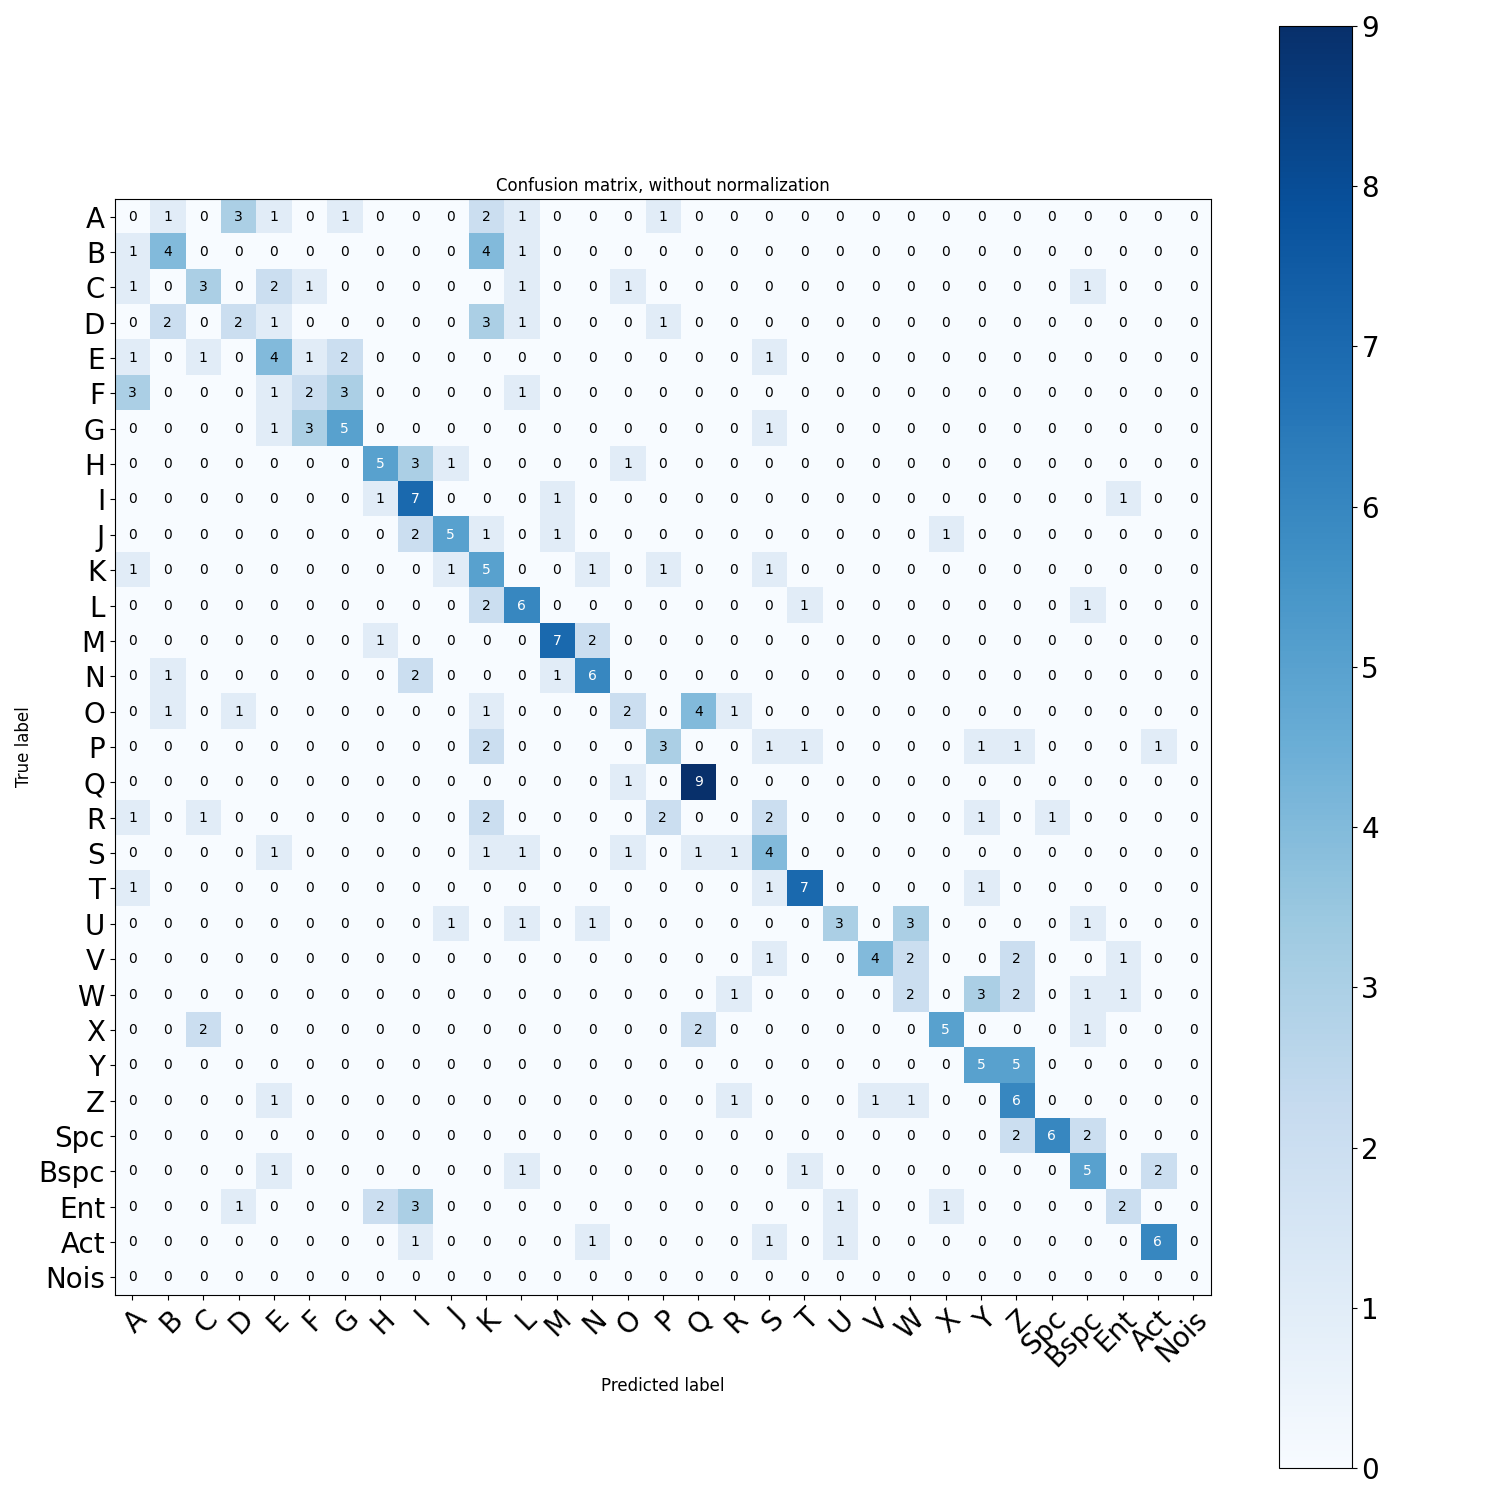 Confusion matrix, without normalization
A 0 1 0 3 1 0 1 0 0 0 2 1 0 0 0 1 0 0 0 0 0 0 0 0 0 0 0 0 0 0 0
B 1 4 0 0 0 0 0 0 0 0 4 1 0 0 0 0 0 0 0 0 0 0 0 0 0 0 0 0 0 0 0
C 1 0 3 0 2 1 0 0 0 0 0 1 0 0 1 0 0 0 0 0 0 0 0 0 0 0 0 1 0 0 0
D 0 2 0 2 1 0 0 0 0 0 3 1 0 0 0 1 0 0 0 0 0 0 0 0 0 0 0 0 0 0 0
E 1 0 1 0 4 1 2 0 0 0 0 0 0 0 0 0 0 0 1 0 0 0 0 0 0 0 0 0 0 0 0
F 3 0 0 0 1 2 3 0 0 0 0 1 0 0 0 0 0 0 0 0 0 0 0 0 0 0 0 0 0 0 0
G 0 0 0 0 1 3 5 0 0 0 0 0 0 0 0 0 0 0 1 0 0 0 0 0 0 0 0 0 0 0 0
H 0 0 0 0 0 0 0 5 3 1 0 0 0 0 1 0 0 0 0 0 0 0 0 0 0 0 0 0 0 0 0
I 0 0 0 0 0 0 0 1 7 0 0 0 1 0 0 0 0 0 0 0 0 0 0 0 0 0 0 0 1 0 0
J 0 0 0 0 0 0 0 0 2 5 1 0 1 0 0 0 0 0 0 0 0 0 0 1 0 0 0 0 0 0 0
K 1 0 0 0 0 0 0 0 0 1 5 0 0 1 0 1 0 0 1 0 0 0 0 0 0 0 0 0 0 0 0
L 0 0 0 0 0 0 0 0 0 0 2 6 0 0 0 0 0 0 0 1 0 0 0 0 0 0 0 1 0 0 0
M 0 0 0 0 0 0 0 1 0 0 0 0 7 2 0 0 0 0 0 0 0 0 0 0 0 0 0 0 0 0 0
N 0 1 0 0 0 0 0 0 2 0 0 0 1 6 0 0 0 0 0 0 0 0 0 0 0 0 0 0 0 0 0
O 0 1 0 1 0 0 0 0 0 0 1 0 0 0 2 0 4 1 0 0 0 0 0 0 0 0 0 0 0 0 0
P 0 0 0 0 0 0 0 0 0 0 2 0 0 0 0 3 0 0 1 1 0 0 0 0 1 1 0 0 0 1 0
Q 0 0 0 0 0 0 0 0 0 0 0 0 0 0 1 0 9 0 0 0 0 0 0 0 0 0 0 0 0 0 0
R 1 0 1 0 0 0 0 0 0 0 2 0 0 0 0 2 0 0 2 0 0 0 0 0 1 0 1 0 0 0 0
S 0 0 0 0 1 0 0 0 0 0 1 1 0 0 1 0 1 1 4 0 0 0 0 0 0 0 0 0 0 0 0
T 1 0 0 0 0 0 0 0 0 0 0 0 0 0 0 0 0 0 1 7 0 0 0 0 1 0 0 0 0 0 0
U 0 0 0 0 0 0 0 0 0 1 0 1 0 1 0 0 0 0 0 0 3 0 3 0 0 0 0 1 0 0 0
V 0 0 0 0 0 0 0 0 0 0 0 0 0 0 0 0 0 0 1 0 0 4 2 0 0 2 0 0 1 0 0
W 0 0 0 0 0 0 0 0 0 0 0 0 0 0 0 0 0 1 0 0 0 0 2 0 3 2 0 1 1 0 0
X 0 0 2 0 0 0 0 0 0 0 0 0 0 0 0 0 2 0 0 0 0 0 0 5 0 0 0 1 0 0 0
Y 0 0 0 0 0 0 0 0 0 0 0 0 0 0 0 0 0 0 0 0 0 0 0 0 5 5 0 0 0 0 0
Z 0 0 0 0 1 0 0 0 0 0 0 0 0 0 0 0 0 1 0 0 0 1 1 0 0 6 0 0 0 0 0
Spc 0 0 0 0 0 0 0 0 0 0 0 0 0 0 0 0 0 0 0 0 0 0 0 0 0 2 6 2 0 0 0
Bspc 0 0 0 0 1 0 0 0 0 0 0 1 0 0 0 0 0 0 0 1 0 0 0 0 0 0 0 5 0 2 0
Ent 0 0 0 1 0 0 0 2 3 0 0 0 0 0 0 0 0 0 0 0 1 0 0 1 0 0 0 0 2 0 0
Act 0 0 0 0 0 0 0 0 1 0 0 0 0 1 0 0 0 0 1 0 1 0 0 0 0 0 0 0 0 6 0
Nois 0 0 0 0 0 0 0 0 0 0 0 0 0 0 0 0 0 0 0 0 0 0 0 0 0 0 0 0 0 0 0
A B C D E F G H I J K L M N O P Q R S T U V W X Y Z Spc Bspc Ent Act Nois
Predicted label
True label
9
8
7
6
5
4
3
2
1
0